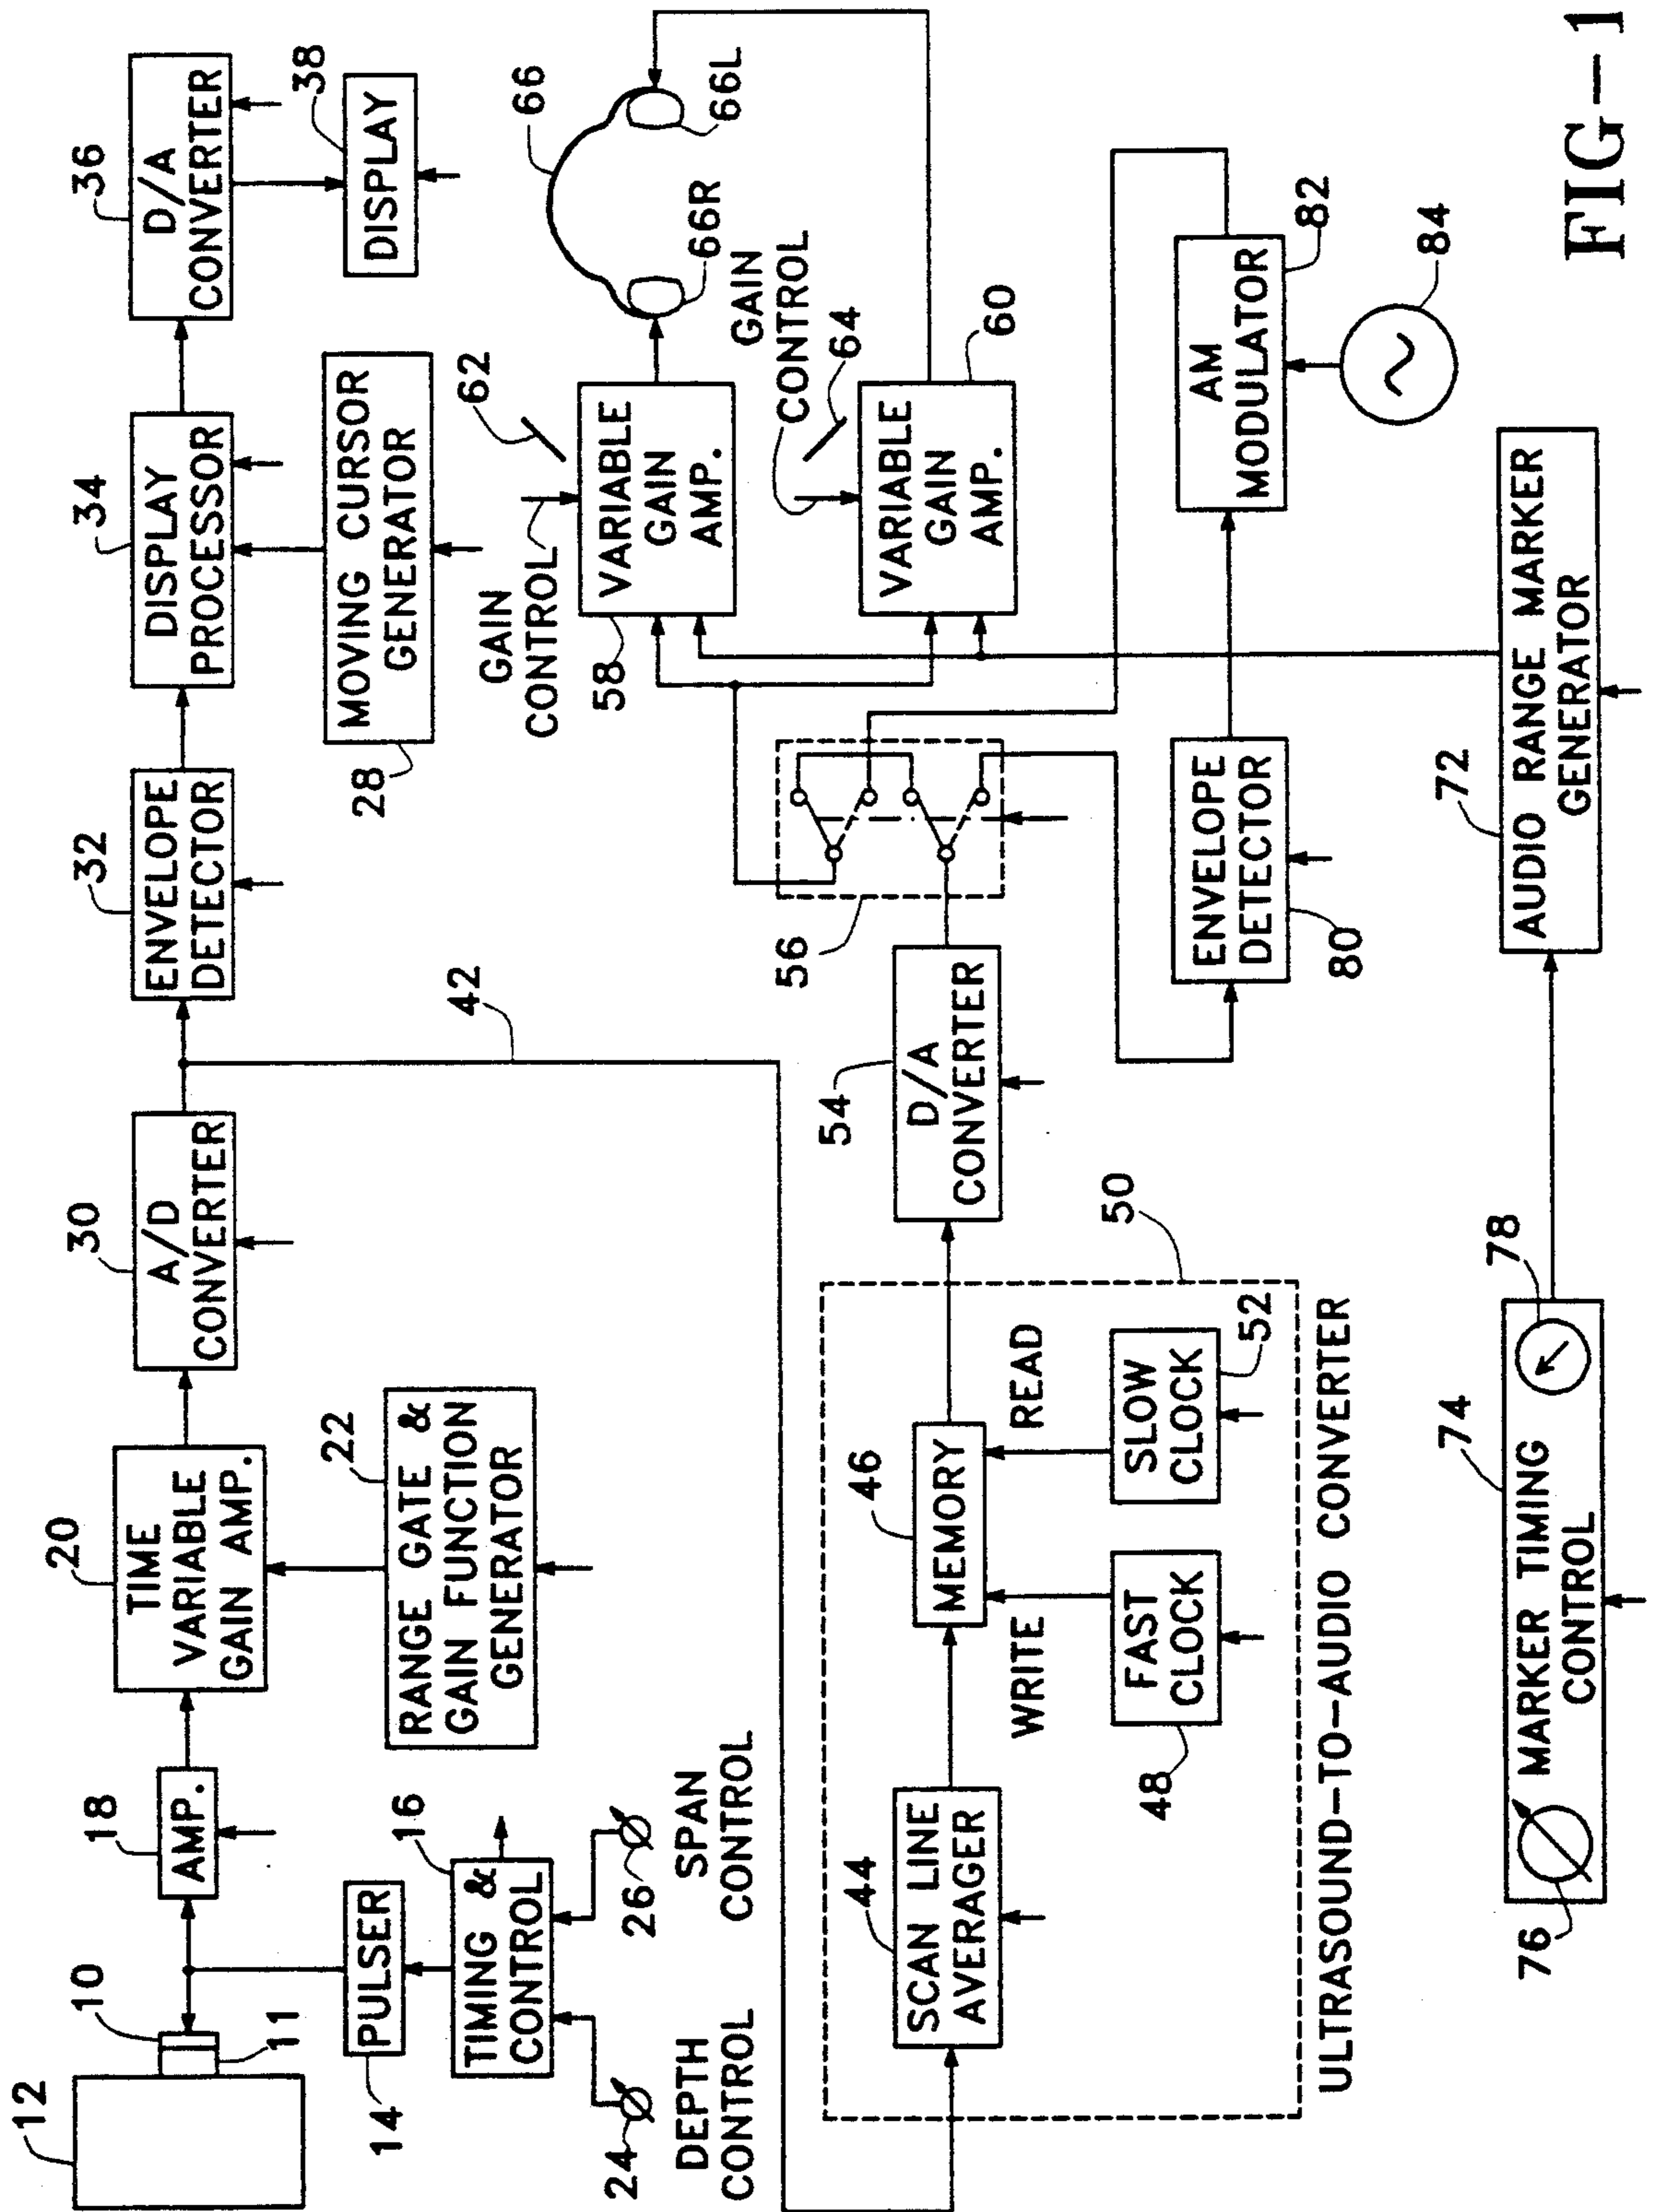 12
10
11
18
AMP.
20
TIME
VARIABLE
GAIN AMP.
30
A/D
CONVERTER
32
ENVELOPE
DETECTOR
34
DISPLAY
PROCESSOR
36
D/A
CONVERTER
38
DISPLAY
14
PULSER
16
TIMING &
CONTROL
24
DEPTH
CONTROL
26
SPAN
CONTROL
22
RANGE GATE &
GAIN FUNCTION
GENERATOR
42
MOVING CURSOR
GENERATOR
28
GAIN
CONTROL
62
VARIABLE
GAIN
AMP.
58
66
66R
66L
GAIN
CONTROL
64
VARIABLE
GAIN
AMP.
60
44
SCAN LINE
AVERAGER
46
MEMORY
WRITE
READ
FAST
CLOCK
48
SLOW
CLOCK
52
50
ULTRASOUND-TO-AUDIO CONVERTER
54
D/A
CONVERTER
56
ENVELOPE
DETECTOR
80
AM
MODULATOR
82
84
76
MARKER TIMING
CONTROL
74
78
72
AUDIO RANGE MARKER
GENERATOR
FIG-1